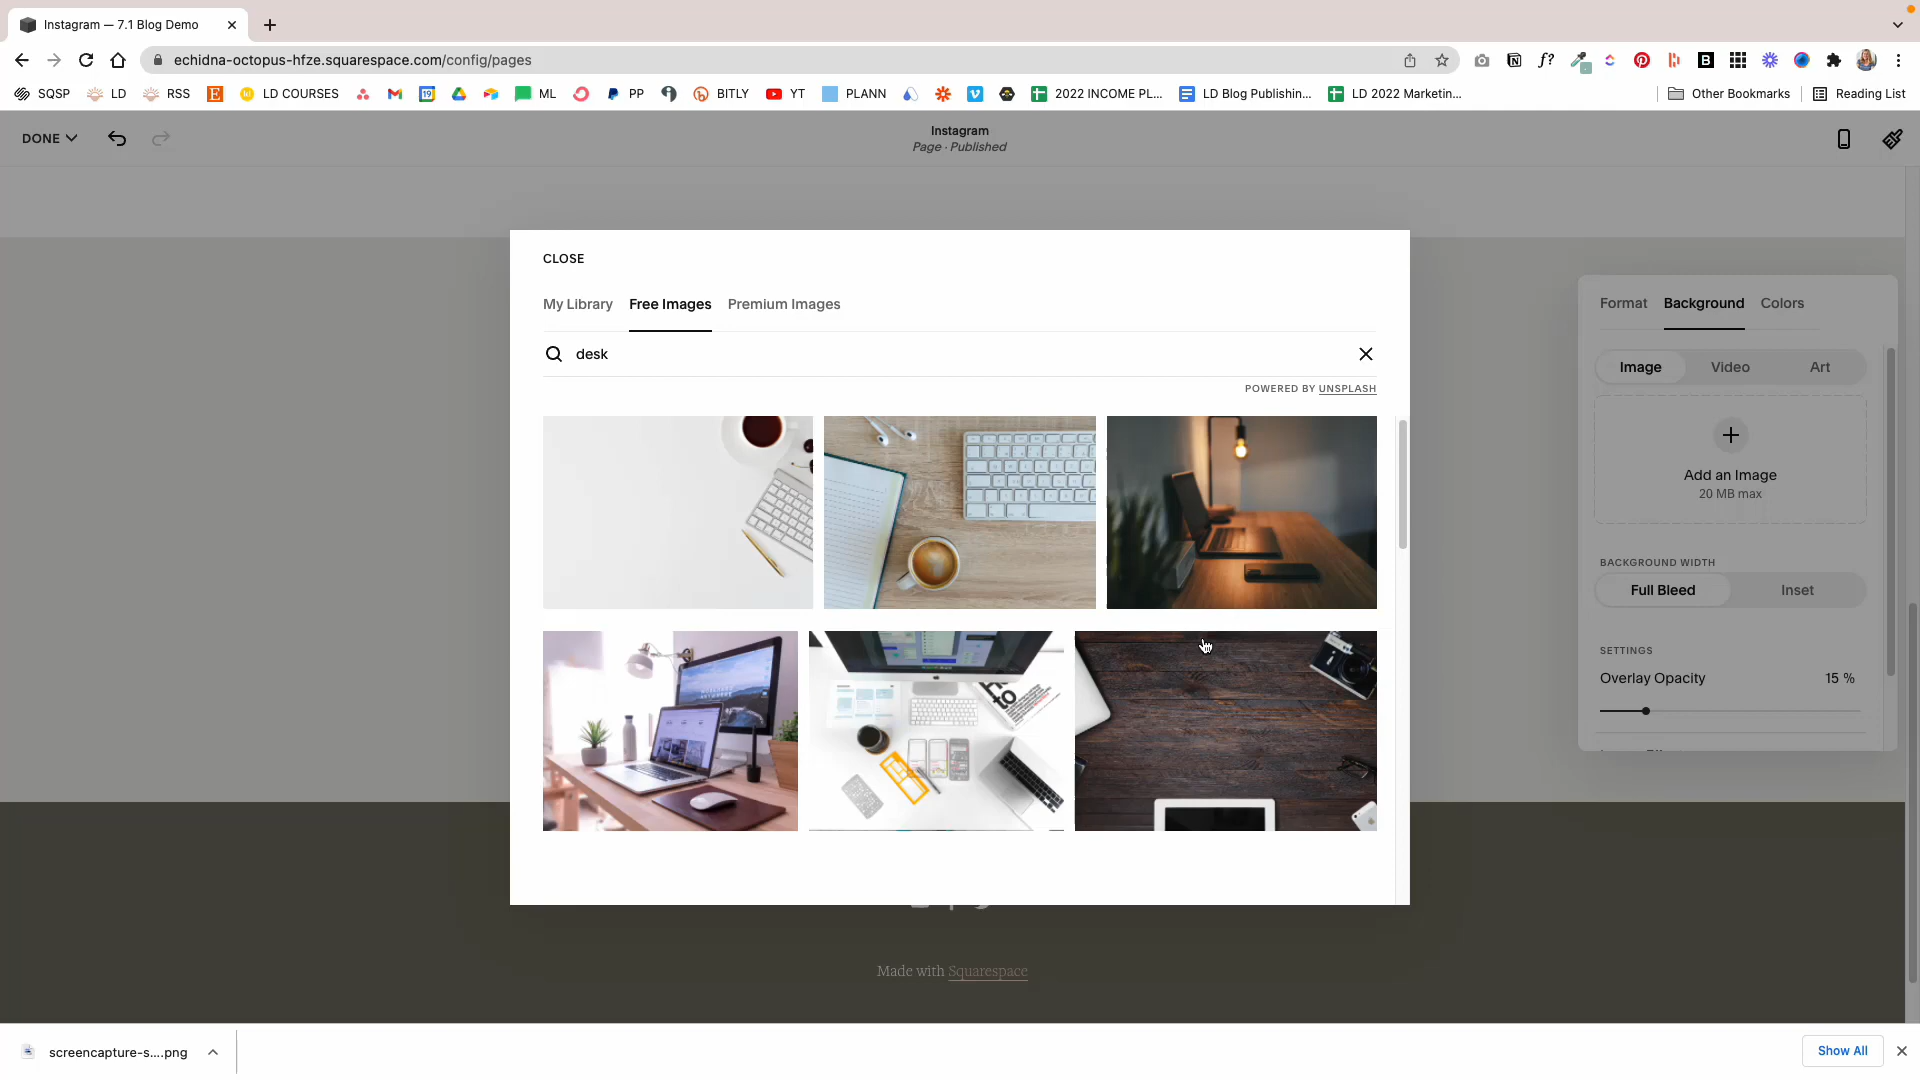 Instagram — 7.1 Blog Demo
echidna-octopus-hfze.squarespace.com/config/pages
SQSP LD RSS LD COURSES ML PP BITLY YT PLANN 2022 INCOME PL... LD Blog Publishin... LD 2022 Marketin... Other Bookmarks Reading List
DONE
Instagram
Page · Published
CLOSE
My Library Free Images Premium Images
desk
POWERED BY UNSPLASH
Format Background Colors
Image Video Art
Add an Image
20 MB max
BACKGROUND WIDTH
Full Bleed Inset
SETTINGS
Overlay Opacity 15 %
Made with Squarespace
screencapture-s....png
Show All